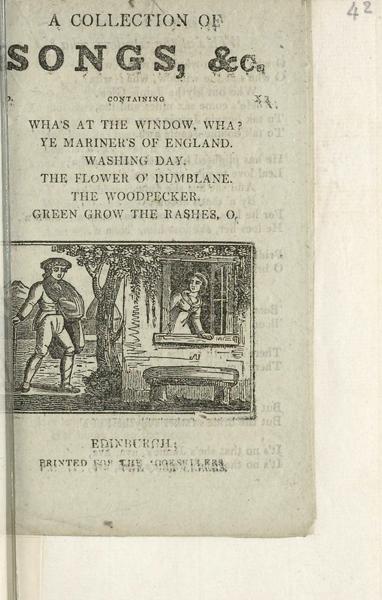 42
A COLLECTION OF
SONGS, &c.
CONTAINING
WHA'S AT THE WINDOW, WHA?
YE MARINER'S OF ENGLAND.
WASHING DAY.
THE FLOWER O' DUMBLANE.
THE WOODPECKER.
GREEN GROW THE RASHES, O.
EDINBURGH:
PRINTED FOR THE BOOKSELLERS.